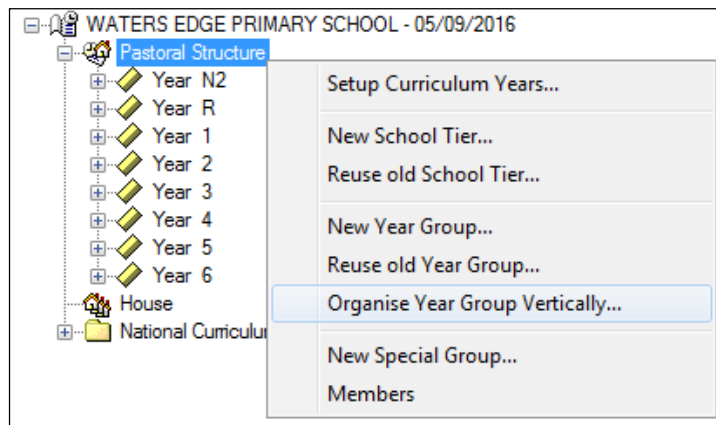 WATERS EDGE PRIMARY SCHOOL - 05/09/2016
Pastoral Structure
Year N2
Year R
Year 1
Year 2
Year 3
Year 4
Year 5
Year 6
House
National
Setup Curriculum Years...
New School Tier...
Reuse old School Tier...
New Year Group...
Reuse old Year Group...
Organise Year Group Vertically...
New Special Group...
Members